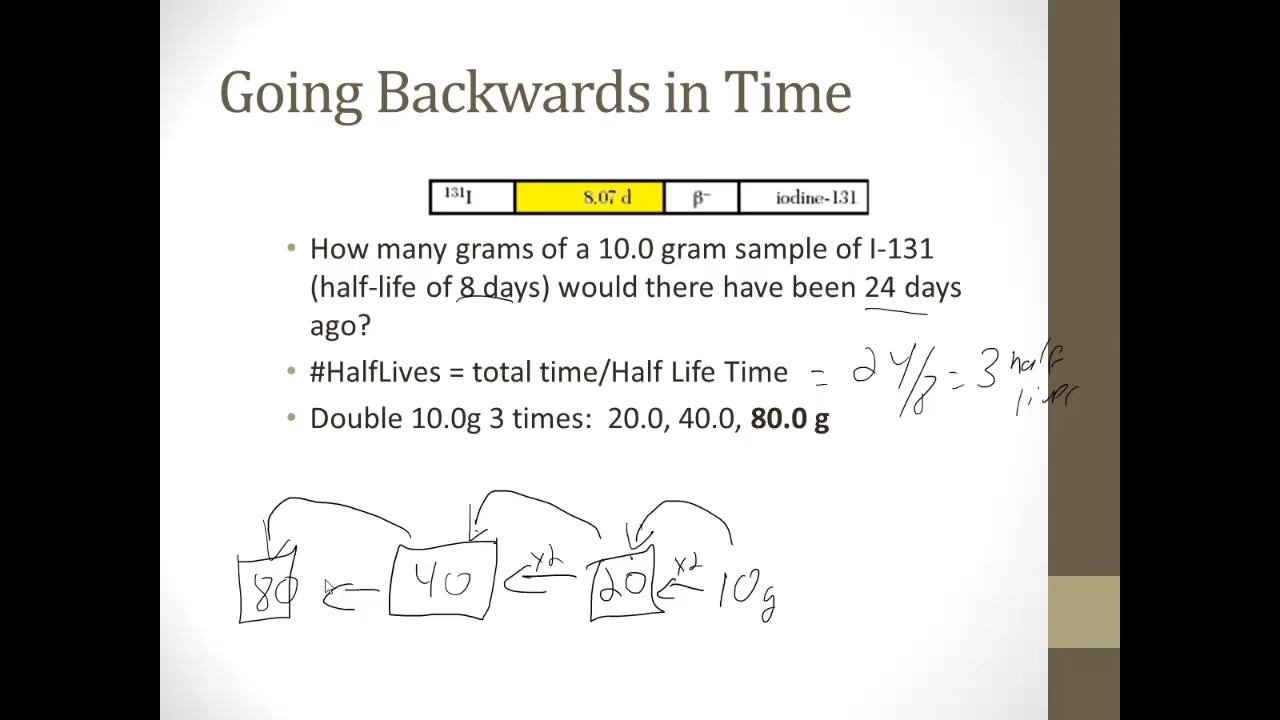 Going Backwards in Time
¹³¹I 8.07 d β⁻ iodine-131
• How many grams of a 10.0 gram sample of I-131
(half-life of 8 days) would there have been 24 days
ago?
• #HalfLives = total time/Half Life Time = 24/8 = 3 half
lives
• Double 10.0g 3 times: 20.0, 40.0, 80.0 g
x2 x2
80 ← 40 ← 20 ← 10g